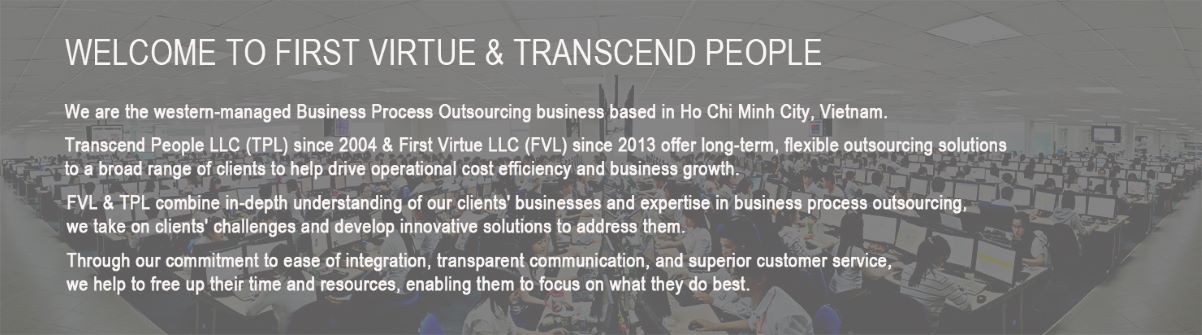 WELCOME TO FIRST VIRTUE & TRANSCEND PEOPLE
We are the western-managed Business Process Outsourcing business based in Ho Chi Minh City, Vietnam.
Transcend People LLC (TPL) since 2004 & First Virtue LLC (FVL) since 2013 offer long-term, flexible outsourcing solutions
to a broad range of clients to help drive operational cost efficiency and business growth.
FVL & TPL combine in-depth understanding of our clients' businesses and expertise in business process outsourcing,
we take on clients' challenges and develop innovative solutions to address them.
Through our commitment to ease of integration, transparent communication, and superior customer service,
we help to free up their time and resources, enabling them to focus on what they do best.